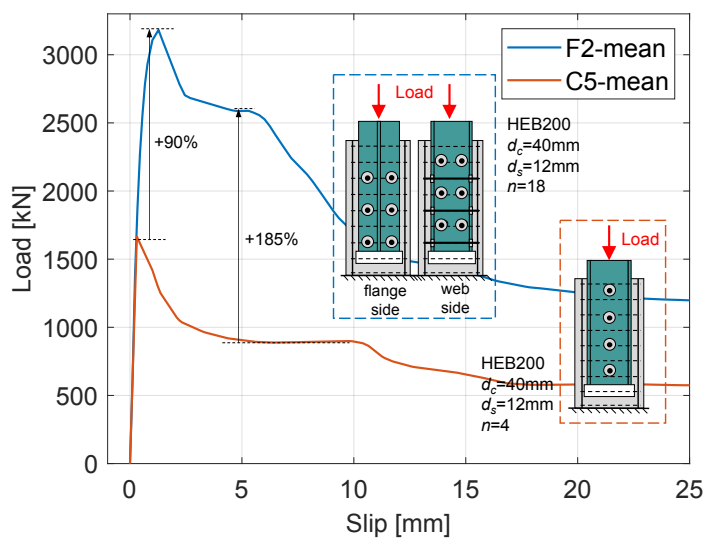 F2-mean
C5-mean
Load [kN]
3000
2500
2000
1500
1000
500
0
+90%
+185%
Load
HEB200
d_c=40mm
d_s=12mm
n=18
flange
side
web
side
Load
HEB200
d_c=40mm
d_s=12mm
n=4
0 5 10 15 20 25
Slip [mm]